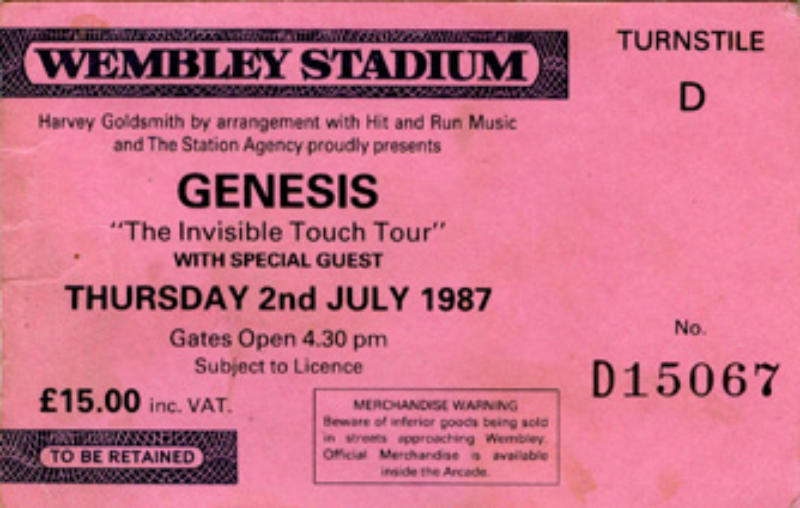 WEMBLEY STADIUM
Harvey Goldsmith by arrangement with Hit and Run Music
and The Station Agency proudly presents
GENESIS
"The Invisible Touch Tour"
WITH SPECIAL GUEST
THURSDAY 2nd JULY 1987
Gates Open 4.30 pm
Subject to Licence
£15.00 inc. VAT.
TO BE RETAINED
MERCHANDISE WARNING
Beware of inferior goods being sold
in streets approaching Wembley.
Official Merchandise is available
inside the Arcade.
TURNSTILE
D
No.
D15067